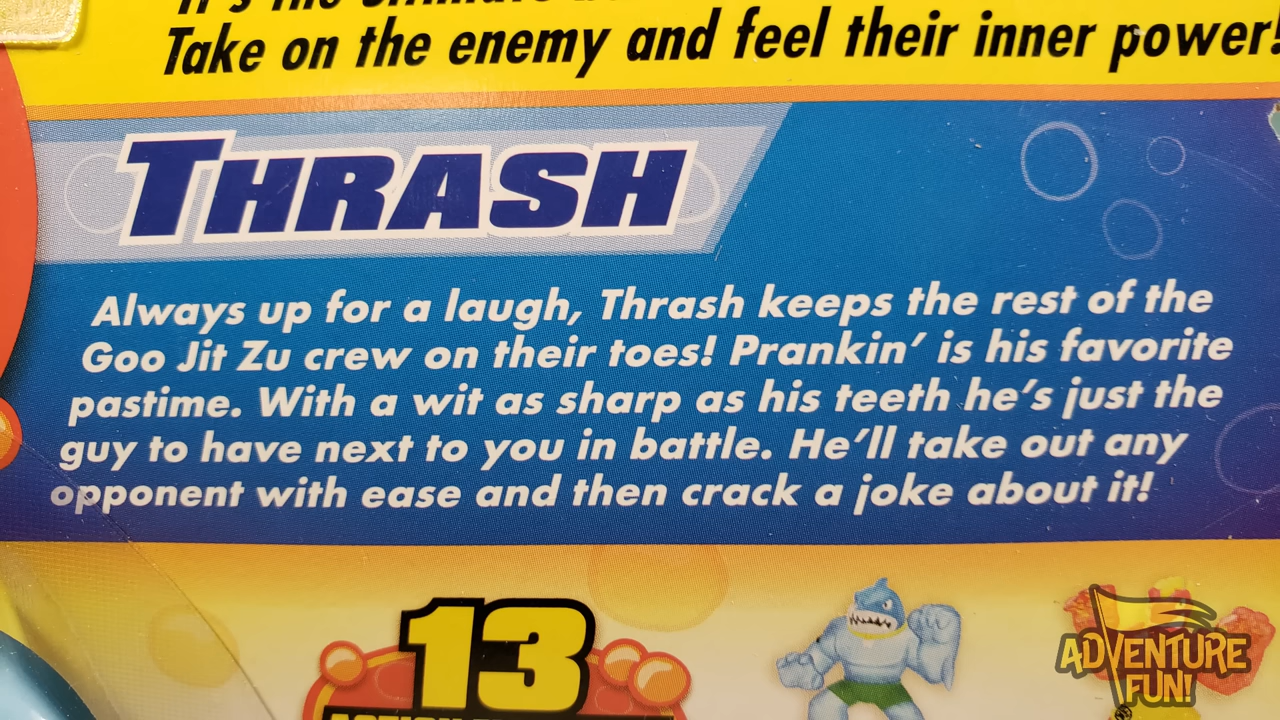 It's the
Take on the enemy and feel their inner power!
THRASH
Always up for a laugh, Thrash keeps the rest of the
Goo Jit Zu crew on their toes! Prankin' is his favorite
pastime. With a wit as sharp as his teeth he's just the
guy to have next to you in battle. He'll take out any
opponent with ease and then crack a joke about it!
13
ADVENTURE
FUN!